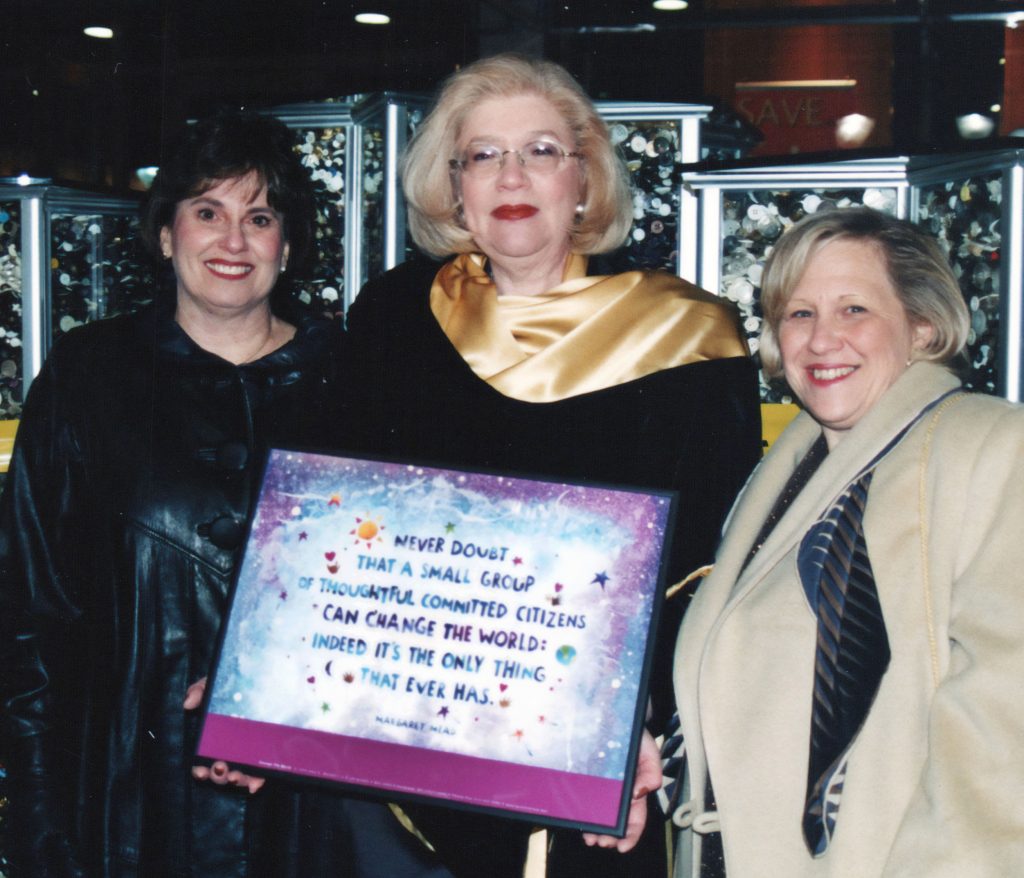 SAVE
NEVER DOUBT
THAT A SMALL GROUP
OF THOUGHTFUL COMMITTED CITIZENS
CAN CHANGE THE WORLD:
INDEED IT'S THE ONLY THING
THAT EVER HAS.
MARGARET MEAD